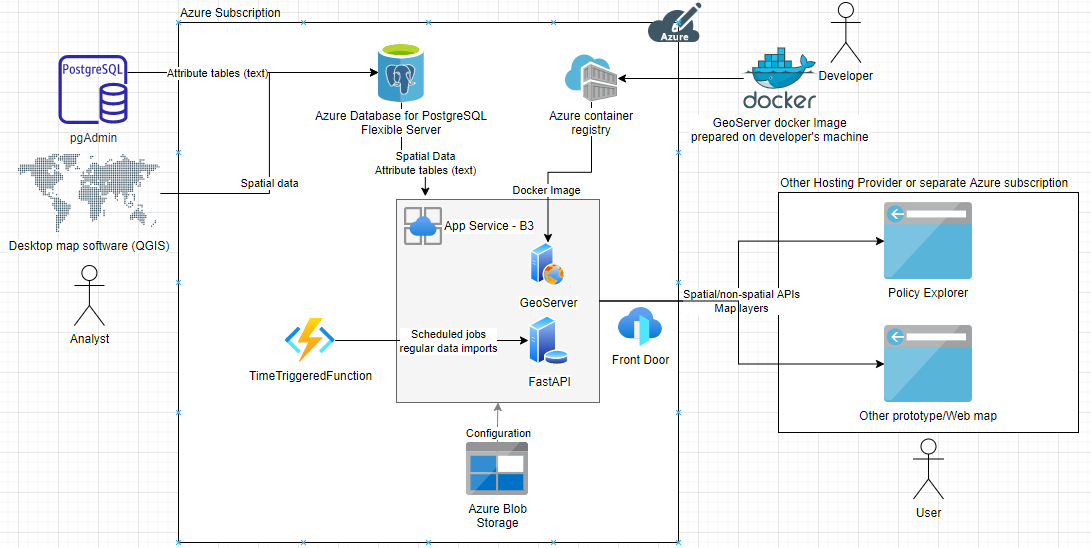 Azure Subscription
Azure
PostgreSQL
pgAdmin
Attribute tables (text)
Azure Database for PostgreSQL
Flexible Server
Azure container
registry
docker
GeoServer docker Image
prepared on developer's machine
Developer
Spatial Data
Attribute tables (text)
Spatial data
Docker Image
Desktop map software (QGIS)
Analyst
App Service - B3
GeoServer
Scheduled jobs
regular data imports
TimeTriggeredFunction
FastAPI
Front Door
Spatial/non-spatial APIs
Map layers
Other Hosting Provider or separate Azure subscription
Policy Explorer
Other prototype/Web map
User
Configuration
Azure Blob
Storage